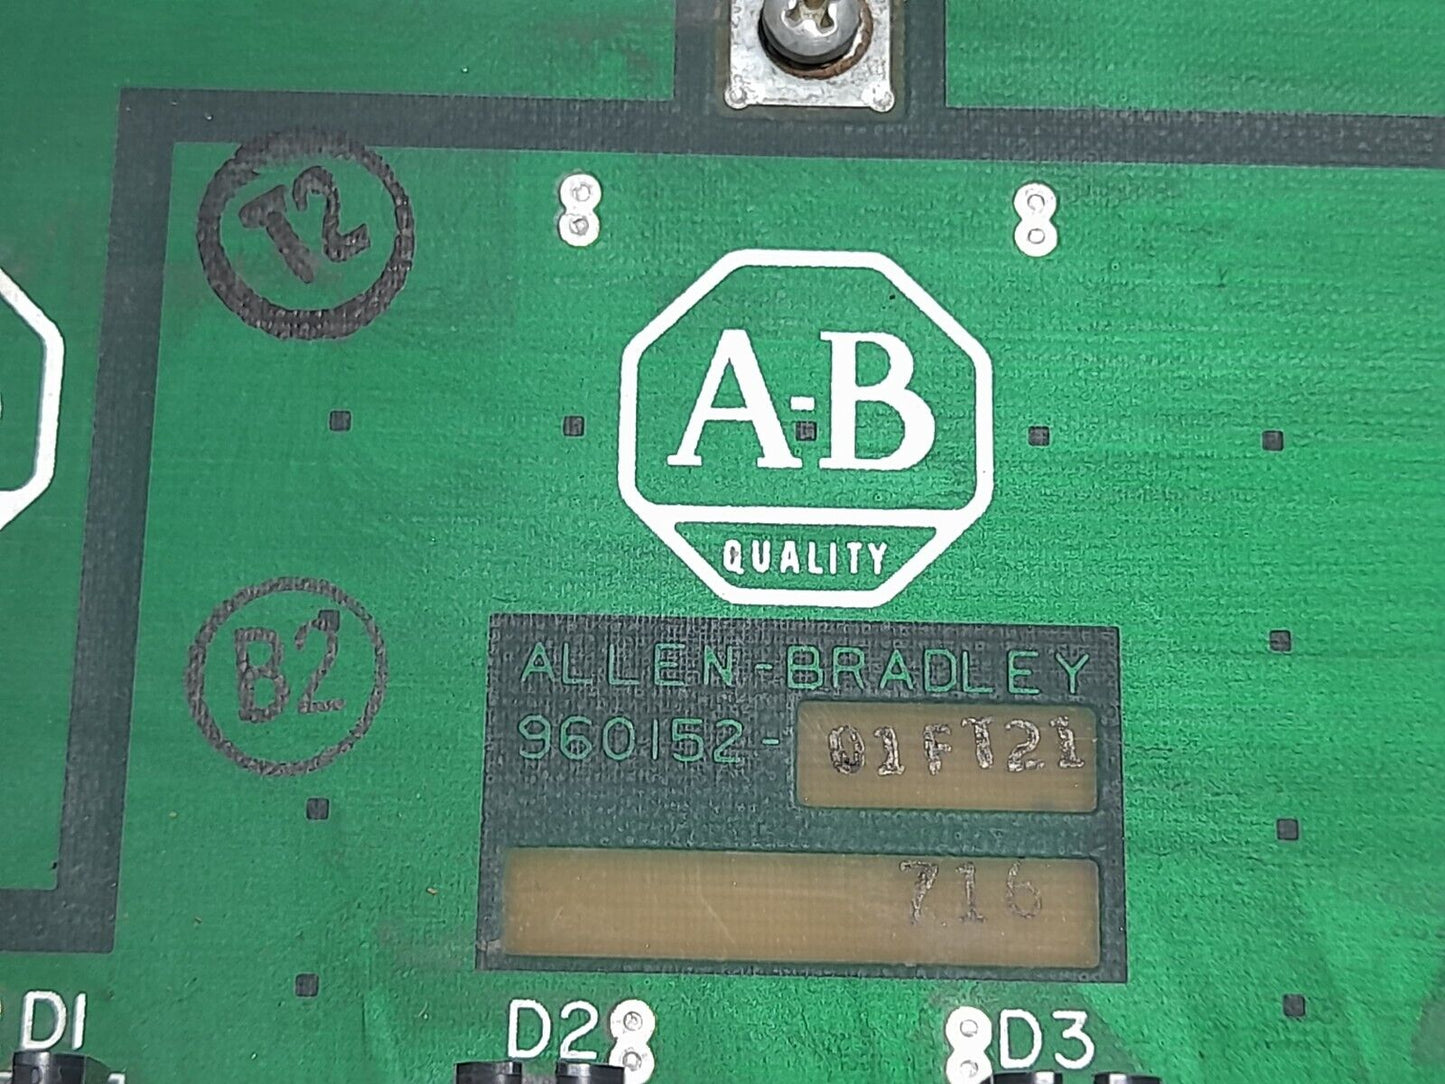 T2
A-B
QUALITY
B2
ALLEN-BRADLEY
960152-01FT21
716
D1
D2
D3